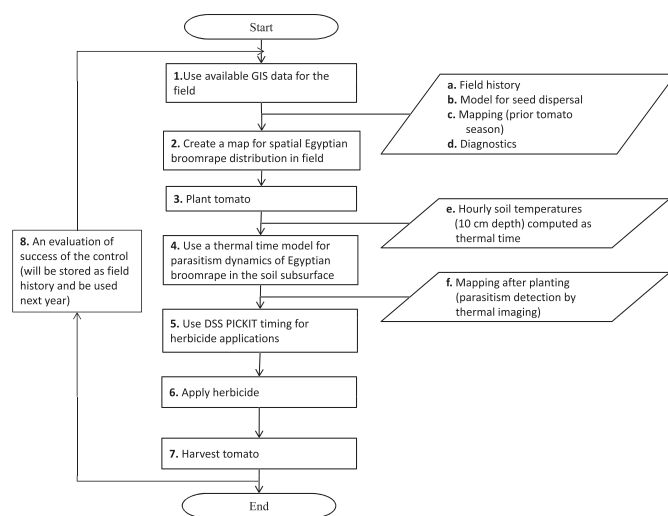 Start
1.Use available GIS data for the
field
a. Field history
b. Model for seed dispersal
c. Mapping (prior tomato
season)
d. Diagnostics
2. Create a map for spatial Egyptian
broomrape distribution in field
3. Plant tomato
e. Hourly soil temperatures
(10 cm depth) computed as
thermal time
8. An evaluation of
success of the control
(will be stored as field
history and be used
next year)
4. Use a thermal time model for
parasitism dynamics of Egyptian
broomrape in the soil subsurface
f. Mapping after planting
(parasitism detection by
thermal imaging)
5. Use DSS PICKIT timing for
herbicide applications
6. Apply herbicide
7. Harvest tomato
End